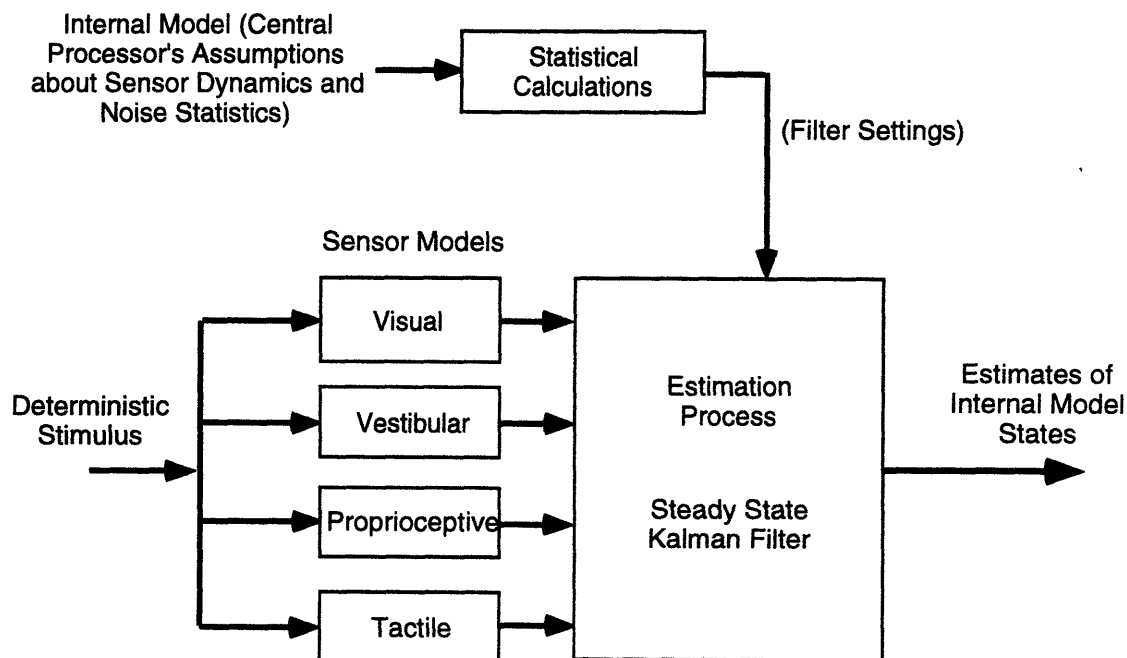 Internal Model (Central
Processor's Assumptions
about Sensor Dynamics and
Noise Statistics)
Statistical
Calculations
(Filter Settings)
Sensor Models
Visual
Vestibular
Proprioceptive
Tactile
Deterministic
Stimulus
Estimation
Process
Steady State
Kalman Filter
Estimates of
Internal Model
States